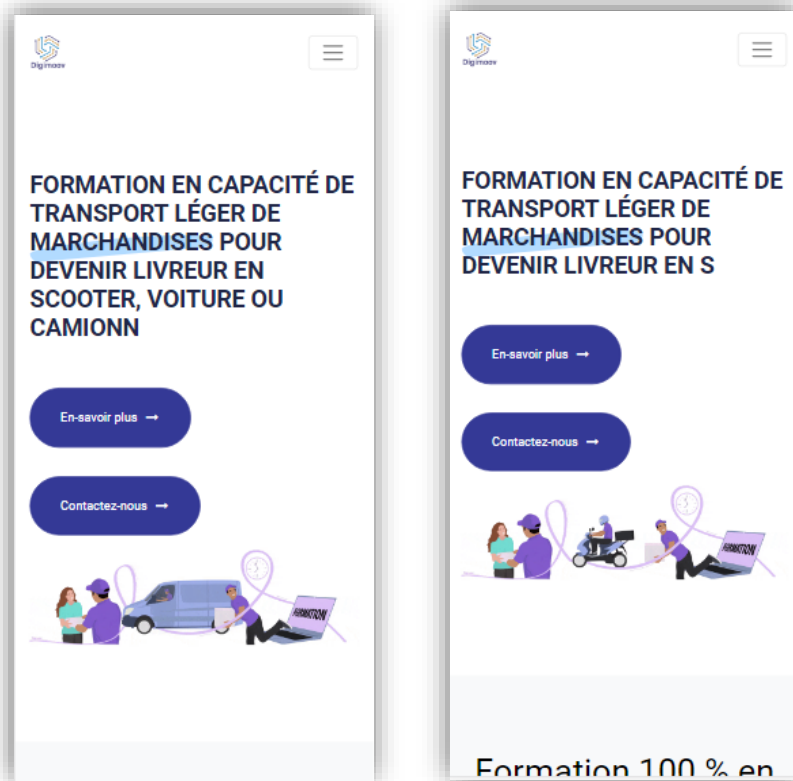 Digimaov
FORMATION EN CAPACITÉ DE
TRANSPORT LÉGER DE
MARCHANDISES POUR
DEVENIR LIVREUR EN
SCOOTER, VOITURE OU
CAMIONN
En-savoir plus →
Contactez-nous →
FORMATION
Digimaov
FORMATION EN CAPACITÉ DE
TRANSPORT LÉGER DE
MARCHANDISES POUR
DEVENIR LIVREUR EN S
En-savoir plus →
Contactez-nous →
FORMATION
Formation 100 % en